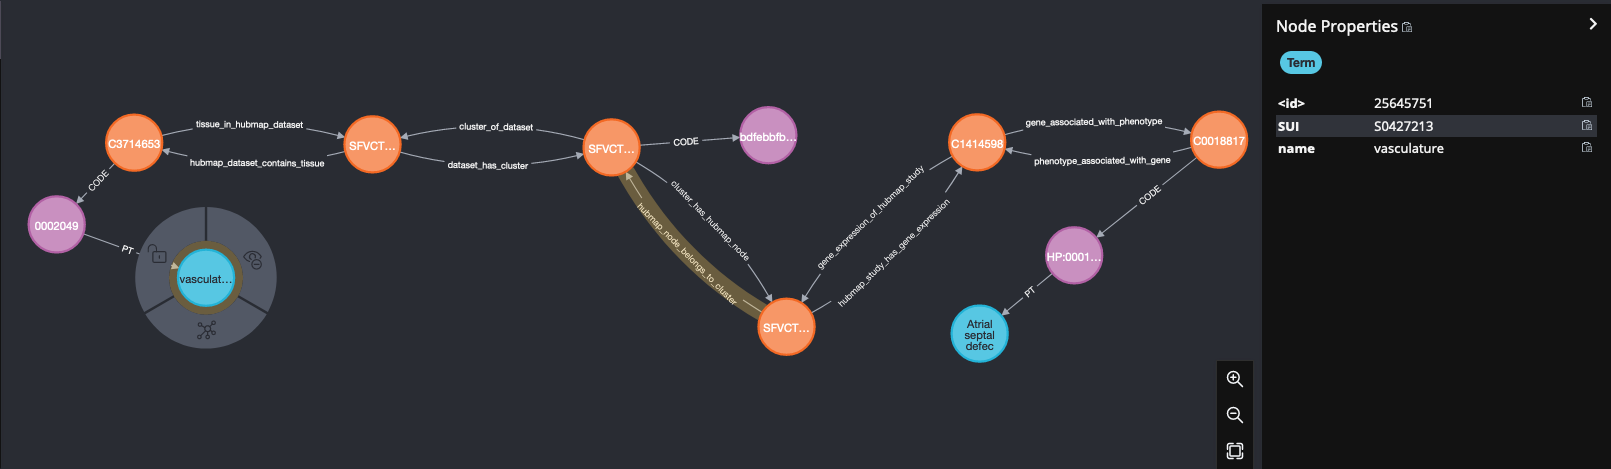 Node Properties
Term
<id> 25645751
SUI S0427213
name vasculature
C3714653
tissue_in_hubmap_dataset
hubmap_dataset_contains_tissue
SFVCT...
cluster_of_dataset
dataset_has_cluster
SFVCT...
CODE
bdfebbfb...
C1414598
gene_associated_with_phenotype
phenotype_associated_with_gene
C0018817
CODE
0002049
PT
vasculat...
cluster_has_hubmap_node
hubmap_node_belongs_to_cluster
SFVCT...
gene_expression_of_hubmap_study
hubmap_study_has_gene_expression
CODE
HP:0001...
PT
Atrial
septal
defec